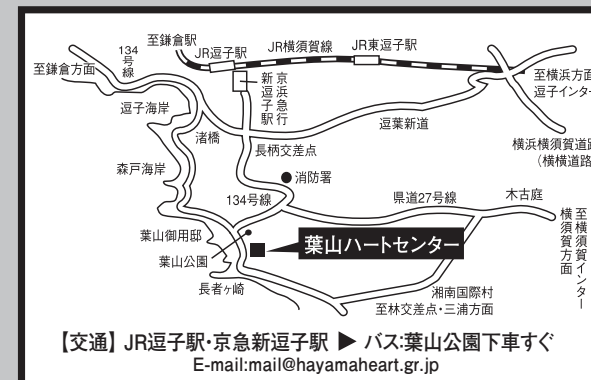 134号線
至鎌倉駅
JR逗子駅
JR横須賀線
JR東逗子駅
至鎌倉方面
京浜急行
新逗子駅
至横浜方面
逗子インター
逗子海岸
渚橋
逗葉新道
横浜横須賀道路
(横横道路)
長柄交差点
森戸海岸
消防署
134号線
県道27号線
木古庭
至横須賀インター
横須賀方面
葉山御用邸
葉山公園
葉山ハートセンター
長者ヶ崎
湘南国際村
至林交差点・三浦方面
【交通】JR逗子駅・京急新逗子駅 ▶ バス:葉山公園下車すぐ
E-mail:mail@hayamaheart.gr.jp